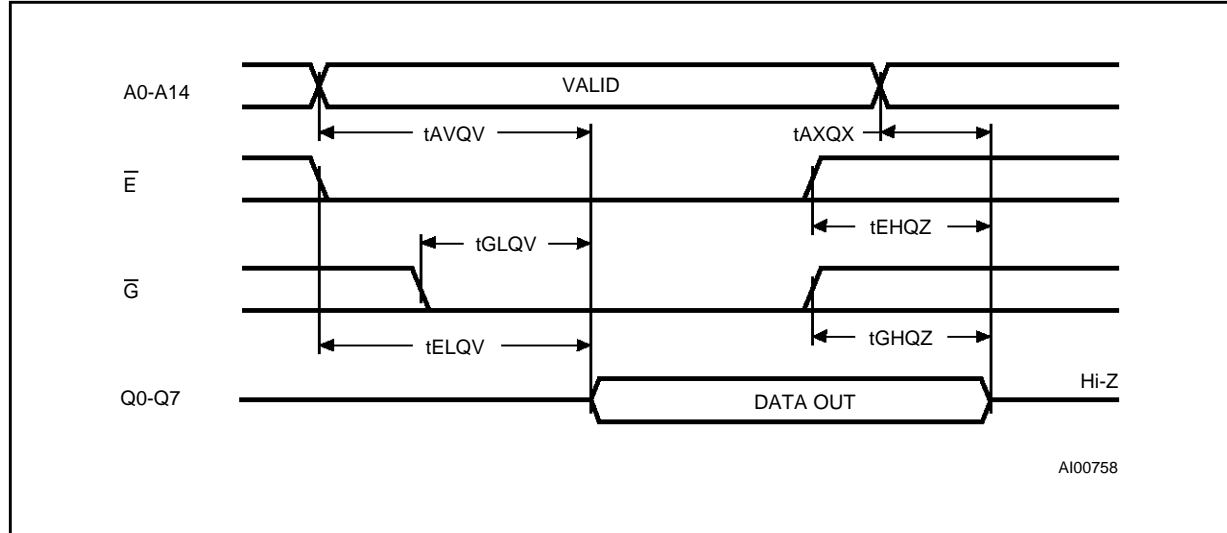 A0-A14
VALID
tAVQV
tAXQX
E̅
tEHQZ
tGLQV
G̅
tGHQZ
tELQV
Q0-Q7
DATA OUT
Hi-Z
AI00758